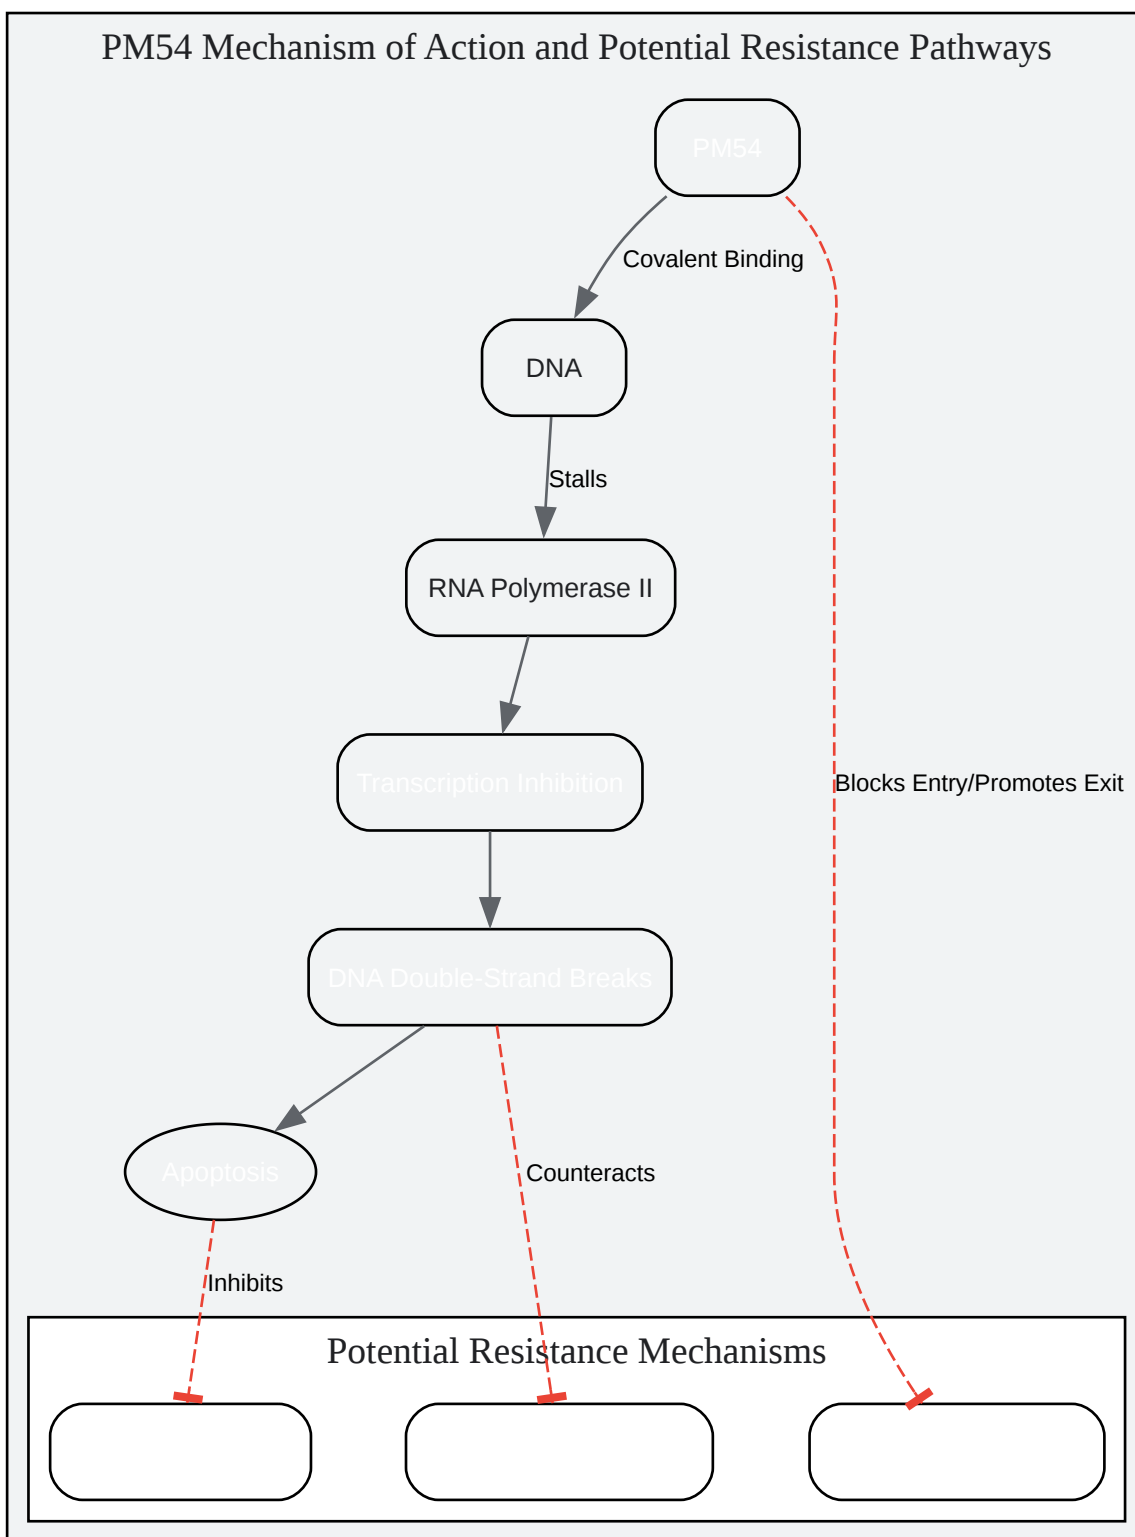 PM54 Mechanism of Action and Potential Resistance Pathways
PM54
Covalent Binding
DNA
Stalls
RNA Polymerase II
Transcription Inhibition
Blocks Entry/Promotes Exit
DNA Double-Strand Breaks
Apoptosis
Counteracts
Inhibits
Potential Resistance Mechanisms